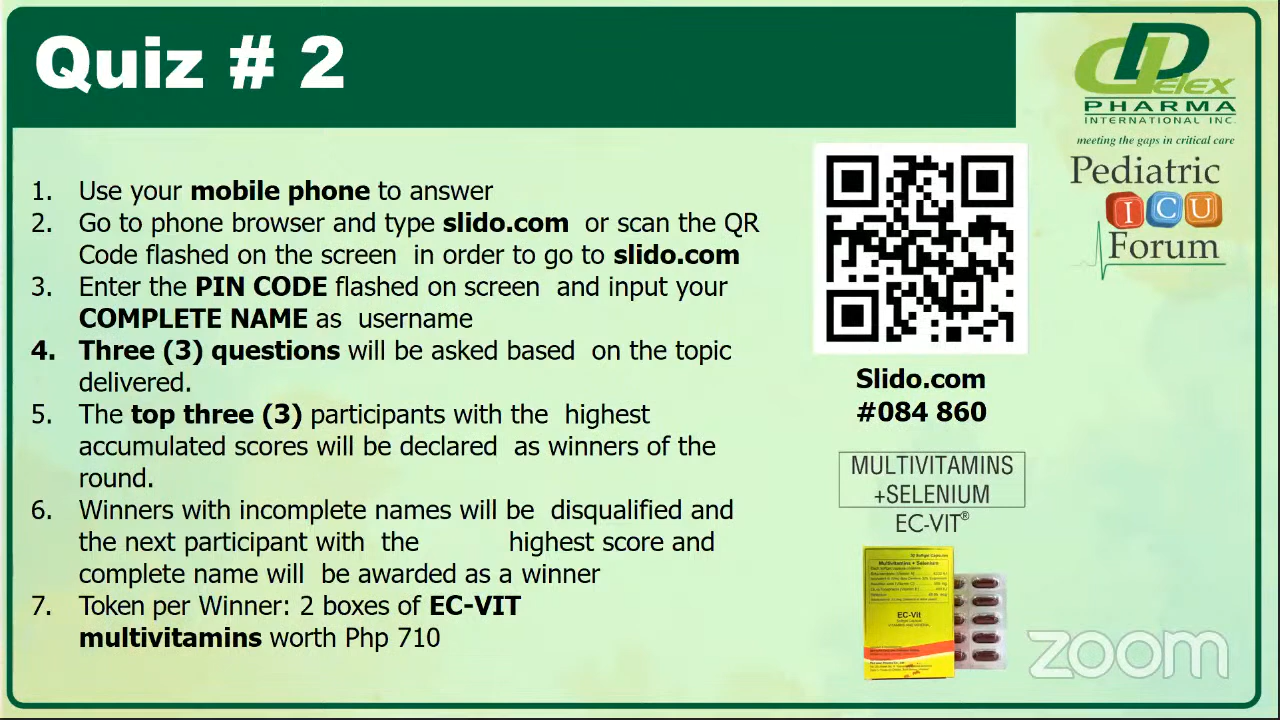 Quiz # 2
1. Use your mobile phone to answer
2. Go to phone browser and type slido.com or scan the QR
Code flashed on the screen in order to go to slido.com
3. Enter the PIN CODE flashed on screen and input your
COMPLETE NAME as username
4. Three (3) questions will be asked based on the topic
delivered.
5. The top three (3) participants with the highest
accumulated scores will be declared as winners of the
round.
6. Winners with incomplete names will be disqualified and
the next participant with the highest score and
complete name will be awarded as a winner
7. Token per Winner: 2 boxes of EC-VIT
multivitamins worth Php 710
Delex
PHARMA
INTERNATIONAL INC.
meeting the gaps in critical care
Pediatric
ICU
Forum
Slido.com
#084 860
MULTIVITAMINS
+SELENIUM
EC-VIT®
Multivitamins + Selenium
EC-Vit
zoom